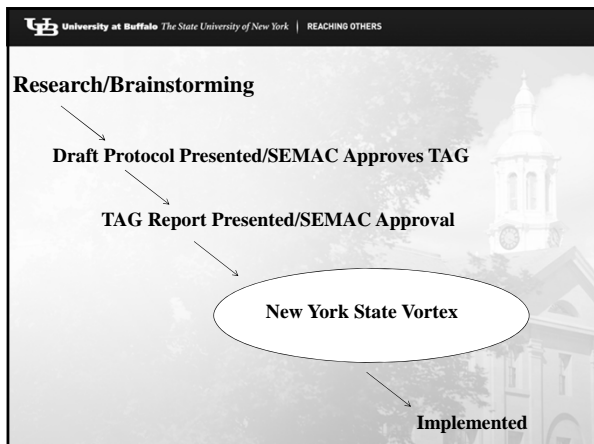 UB University at Buffalo The State University of New York | REACHING OTHERS
Research/Brainstorming
Draft Protocol Presented/SEMAC Approves TAG
TAG Report Presented/SEMAC Approval
New York State Vortex
Implemented